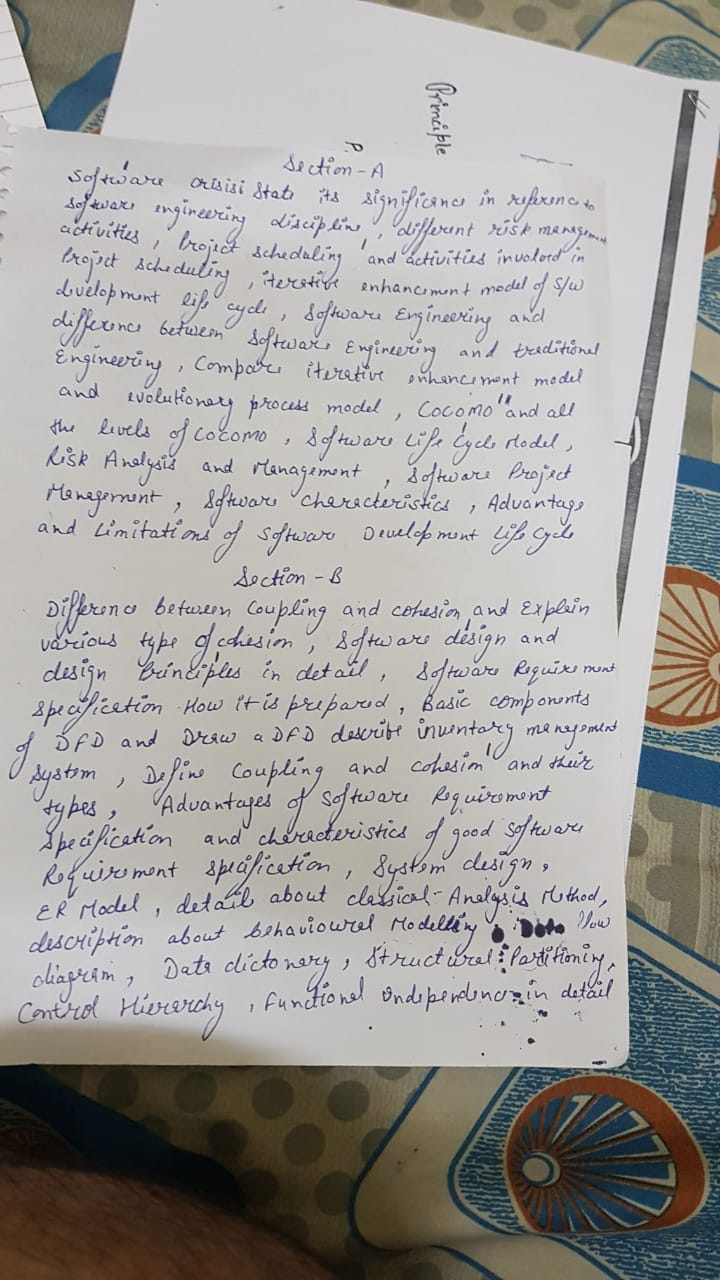 Principle
P
Section - A
Software crisisi State its significance in reference to
software engineering discipline, different risk management
activities, Project scheduling and activities involved in
Project scheduling, iterative enhancement model of S/W
development life cycle, Software Engineering and
difference between Software Engineering and traditional
Engineering, Compare iterative enhancement model
and evolutionary process model, COCOMO" and all
the levels of COCOMO, Software Life Cycle Model,
Risk Analysis and Management, Software Project
Management, Software characteristics, Advantage
and Limitations of Software Development Life Cycle
Section - B
Difference between Coupling and cohesion and Explain
various type of cohesion, Software design and
design Principles in detail, Software Requirement
Specification How it is prepared, Basic components
of DFD and Draw a DFD describe inventory management
System, Define Coupling and cohesion and their
types, Advantages of Software Requirement
Specification and characteristics of good software
Requirement specification, System design,
ER Model, detail about classical Analysis Method,
description about behavioural Modelling, Data flow
diagram, Data dictonary, Structural Partitioning,
Control Hierarchy, Functional independence in detail